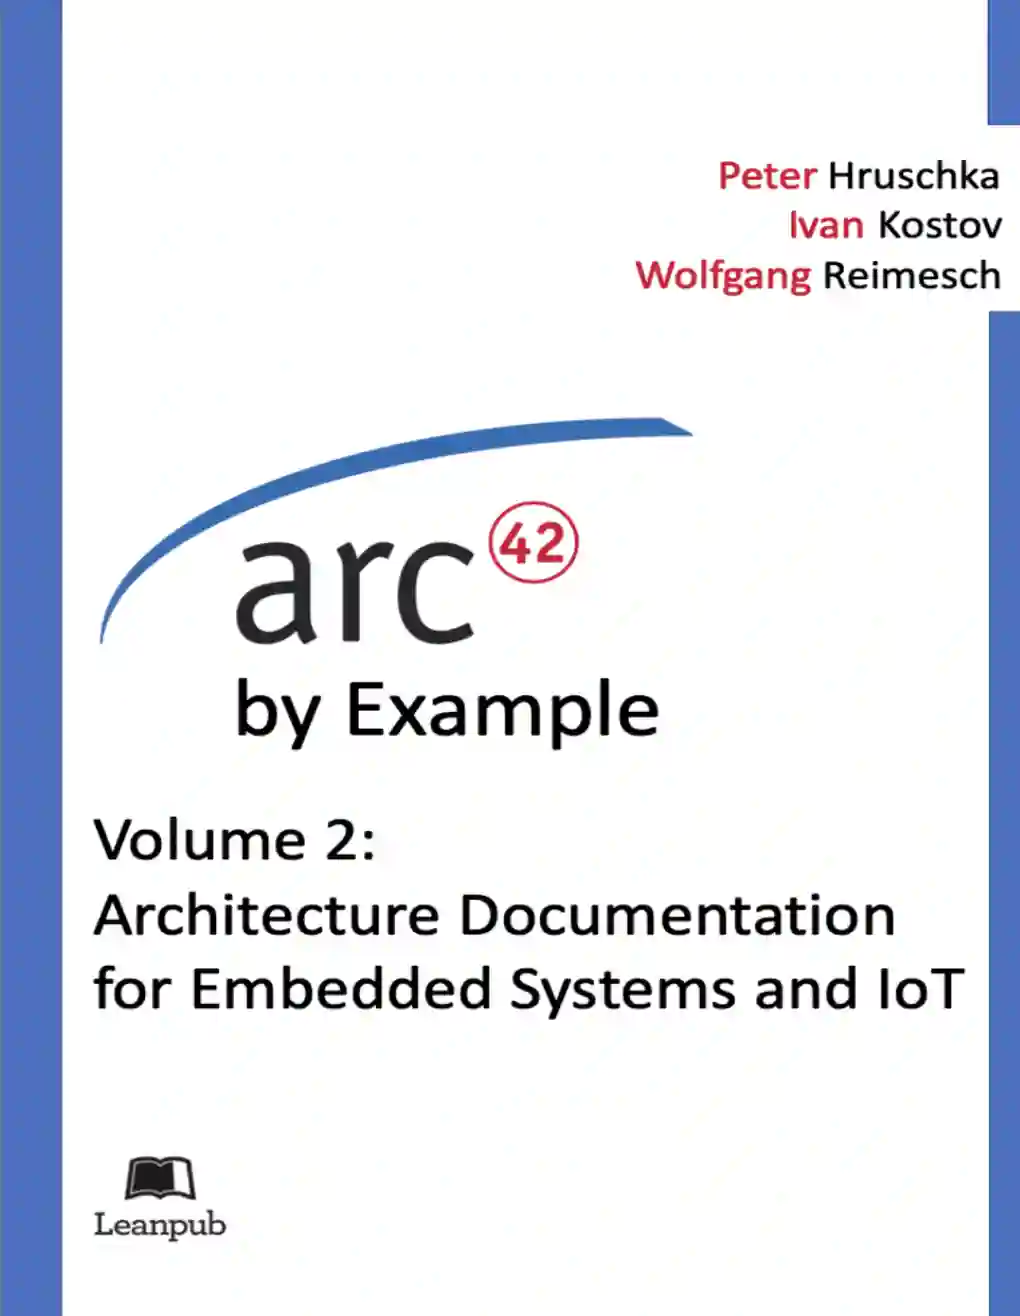 Peter Hruschka
Ivan Kostov
Wolfgang Reimesch
arc 42
by Example
Volume 2:
Architecture Documentation
for Embedded Systems and IoT
Leanpub